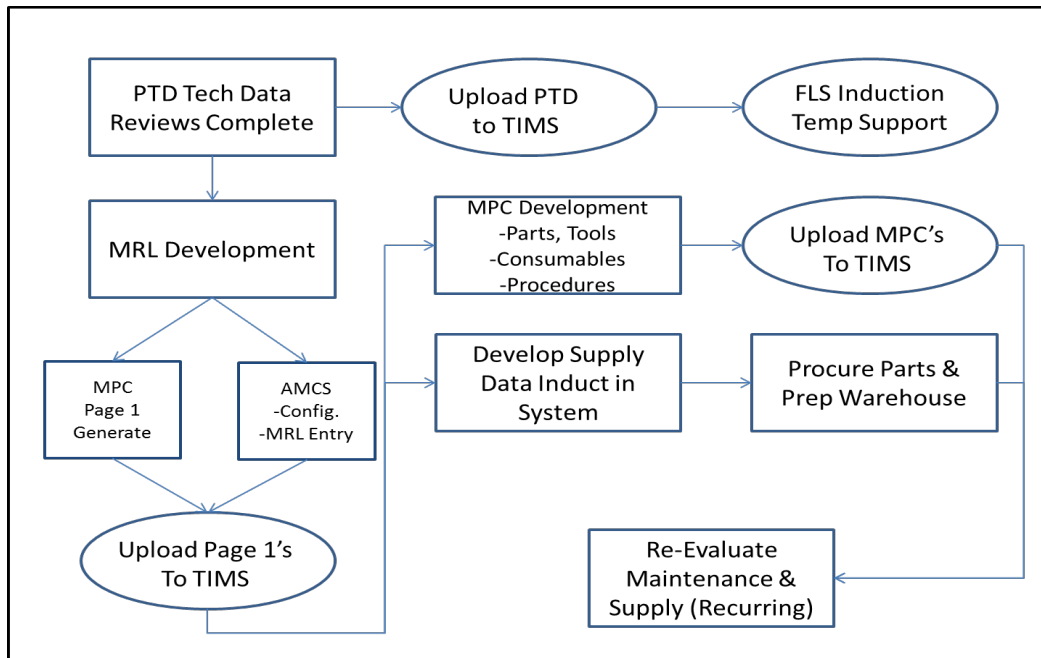 PTD Tech Data
Reviews Complete
Upload PTD
to TIMS
FLS Induction
Temp Support
MRL Development
MPC Development
-Parts, Tools
-Consumables
-Procedures
Upload MPC's
To TIMS
MPC
Page 1
Generate
AMCS
-Config.
-MRL Entry
Develop Supply
Data Induct in
System
Procure Parts &
Prep Warehouse
Upload Page 1's
To TIMS
Re-Evaluate
Maintenance &
Supply (Recurring)